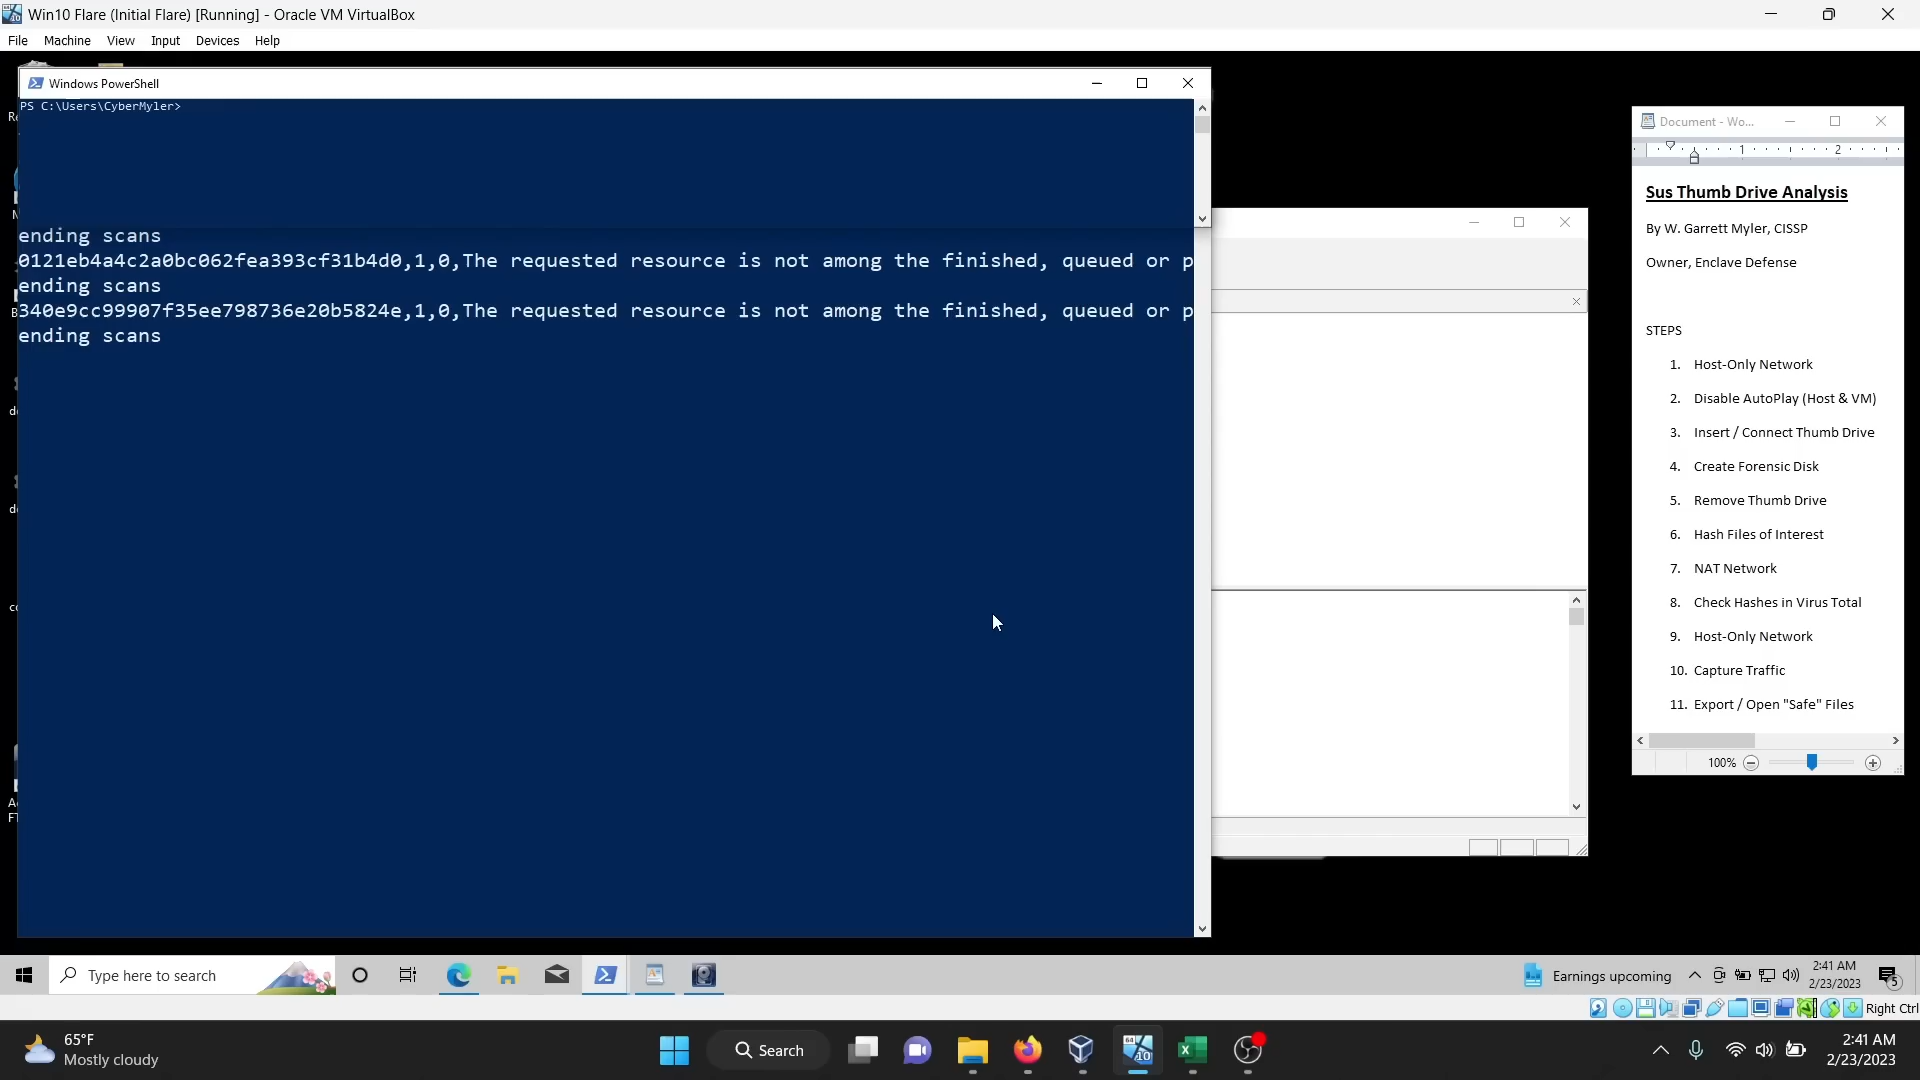 Win10 Flare (Initial Flare) [Running] - Oracle VM VirtualBox
File Machine View Input Devices Help
Windows PowerShell
PS C:\Users\CyberMyler>
ending scans
0121eb4a4c2a0bc062fea393cf31b4d0,1,0,The requested resource is not among the finished, queued or p
ending scans
340e9cc99907f35ee798736e20b5824e,1,0,The requested resource is not among the finished, queued or p
ending scans
Document - Wo...
1 2
Sus Thumb Drive Analysis
By W. Garrett Myler, CISSP
Owner, Enclave Defense
STEPS
1. Host-Only Network
2. Disable AutoPlay (Host & VM)
3. Insert / Connect Thumb Drive
4. Create Forensic Disk
5. Remove Thumb Drive
6. Hash Files of Interest
7. NAT Network
8. Check Hashes in Virus Total
9. Host-Only Network
10. Capture Traffic
11. Export / Open "Safe" Files
100%
Type here to search
Earnings upcoming
2:41 AM
2/23/2023
5
Right Ctrl
65°F
Mostly cloudy
Search
64
10
2:41 AM
2/23/2023